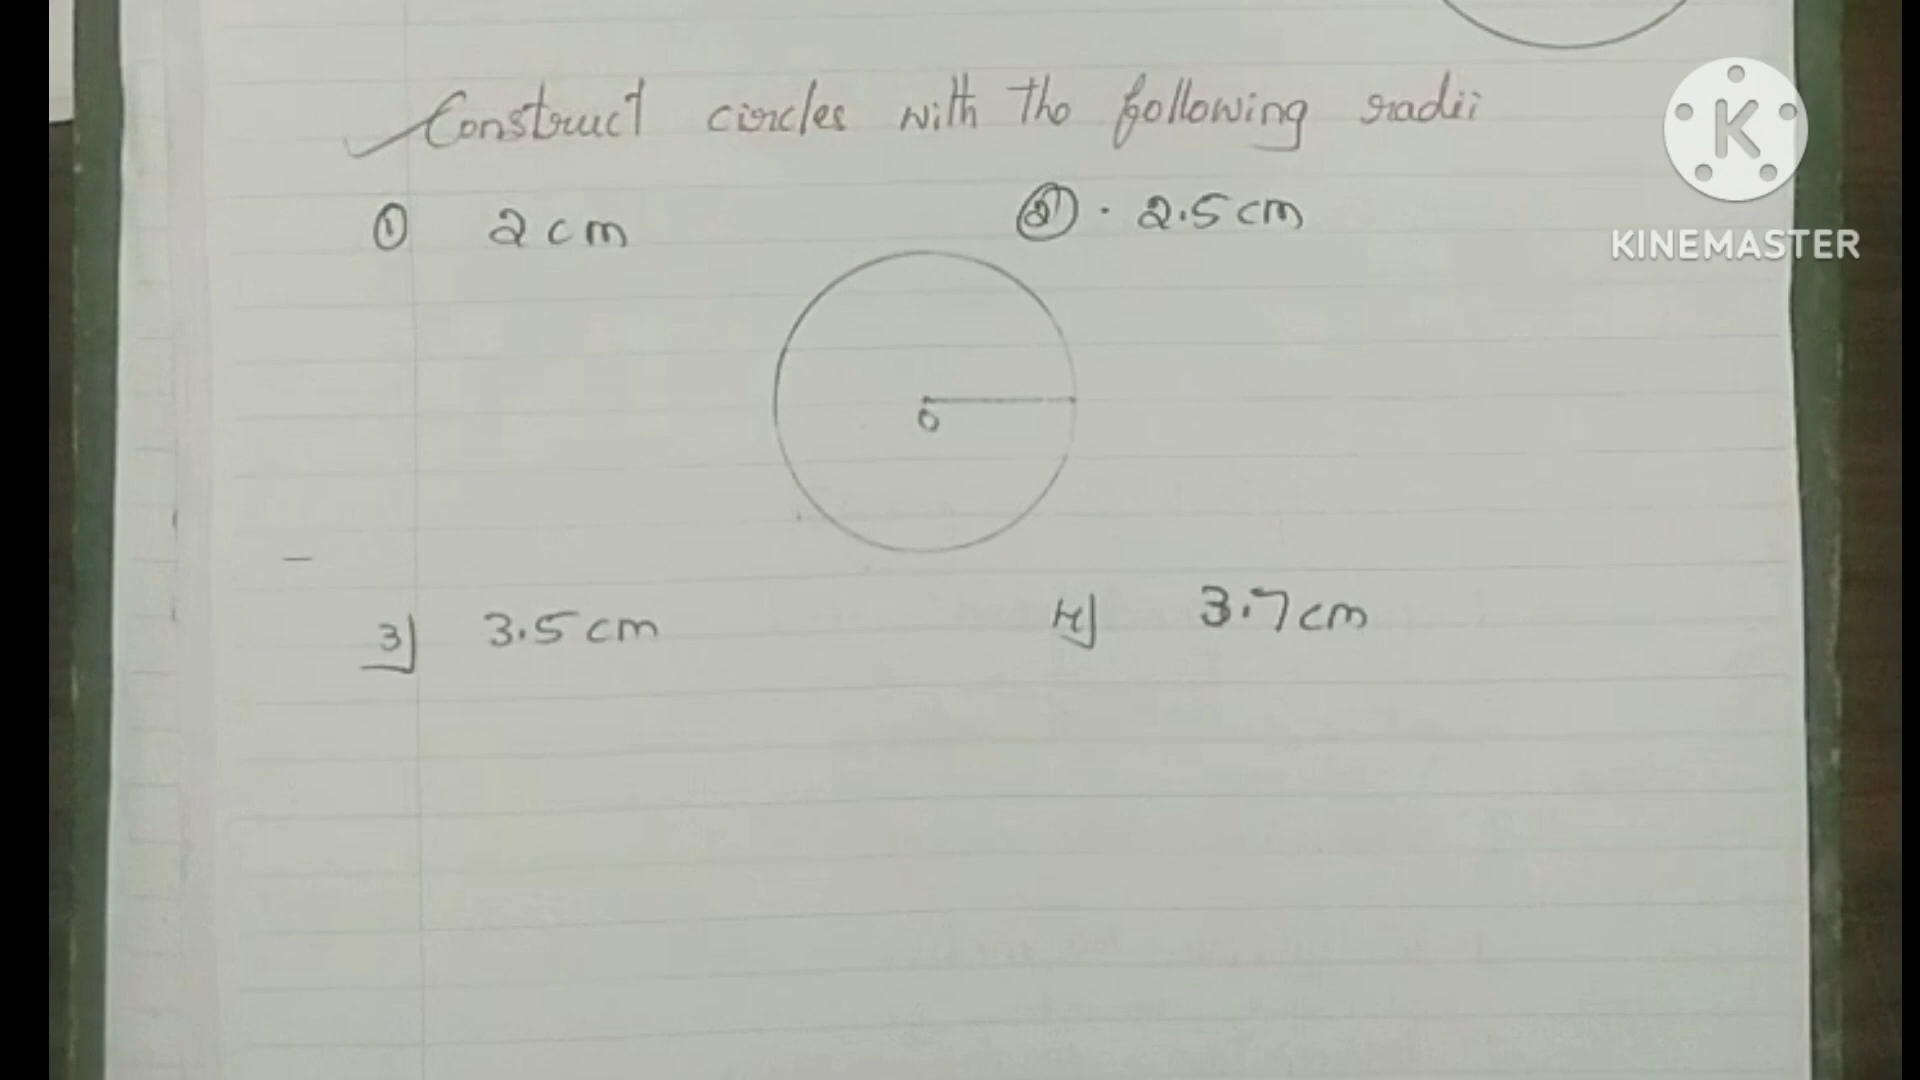 Construct circles with the following radii
① 2 cm ② . 2.5 cm
K
KINEMASTER
O
3) 3.5 cm 4) 3.7 cm